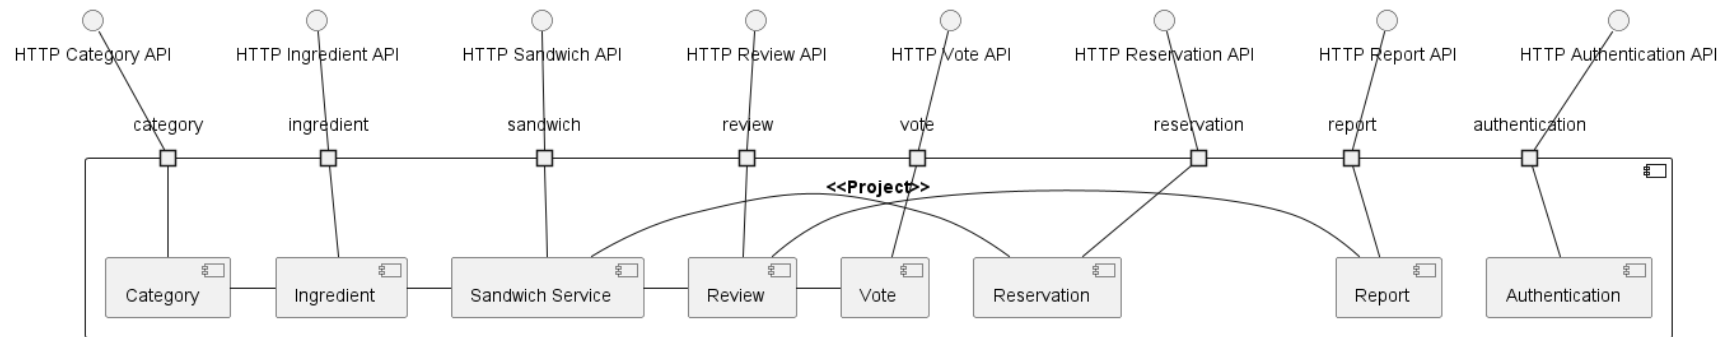 HTTP Category API
HTTP Ingredient API
HTTP Sandwich API
HTTP Review API
HTTP Vote API
HTTP Reservation API
HTTP Report API
HTTP Authentication API
category
ingredient
sandwich
review
vote
reservation
report
authentication
<<Project>>
Category
Ingredient
Sandwich Service
Review
Vote
Reservation
Report
Authentication